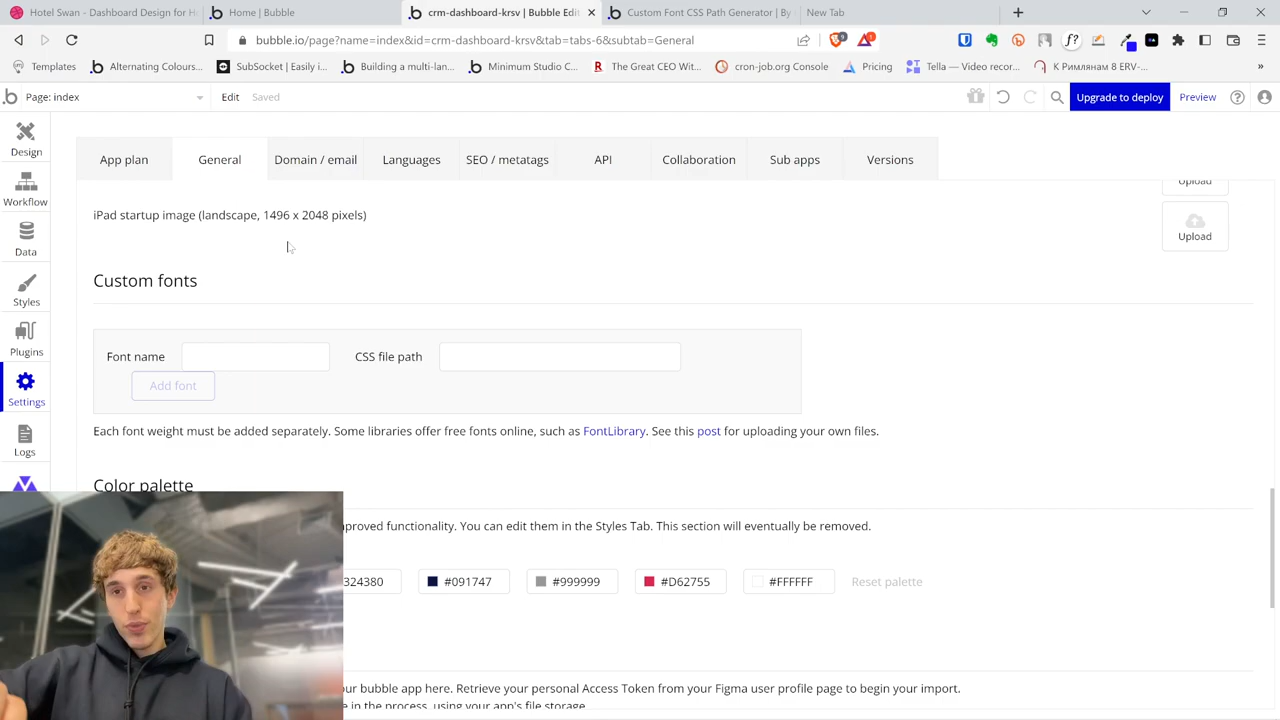 Hotel Swan – Dashboard Design for H
Home | Bubble
crm-dashboard-krsv | Bubble Edit
Custom Font CSS Path Generator | By
New Tab
bubble.io/page?name=index&id=crm-dashboard-krsv&tab=tabs-6&subtab=General
Templates
Alternating Colours...
SubSocket | Easily i...
Building a multi-lan...
Minimum Studio C...
The Great CEO Wit...
cron-job.org Console
Pricing
Tella — Video recor...
К Римлянам 8 ERV-...
Page: index
Edit
Saved
Upgrade to deploy
Preview
Design
Workflow
Data
Styles
Plugins
Settings
Logs
App plan
General
Domain / email
Languages
SEO / metatags
API
Collaboration
Sub apps
Versions
Upload
iPad startup image (landscape, 1496 x 2048 pixels)
Upload
Custom fonts
Font name
CSS file path
Add font
Each font weight must be added separately. Some libraries offer free fonts online, such as FontLibrary. See this post for uploading your own files.
Color palette
proved functionality. You can edit them in the Styles Tab. This section will eventually be removed.
324380
#091747
#999999
#D62755
#FFFFFF
Reset palette
our bubble app here. Retrieve your personal Access Token from your Figma user profile page to begin your import.
in the process, using your app's file storage.